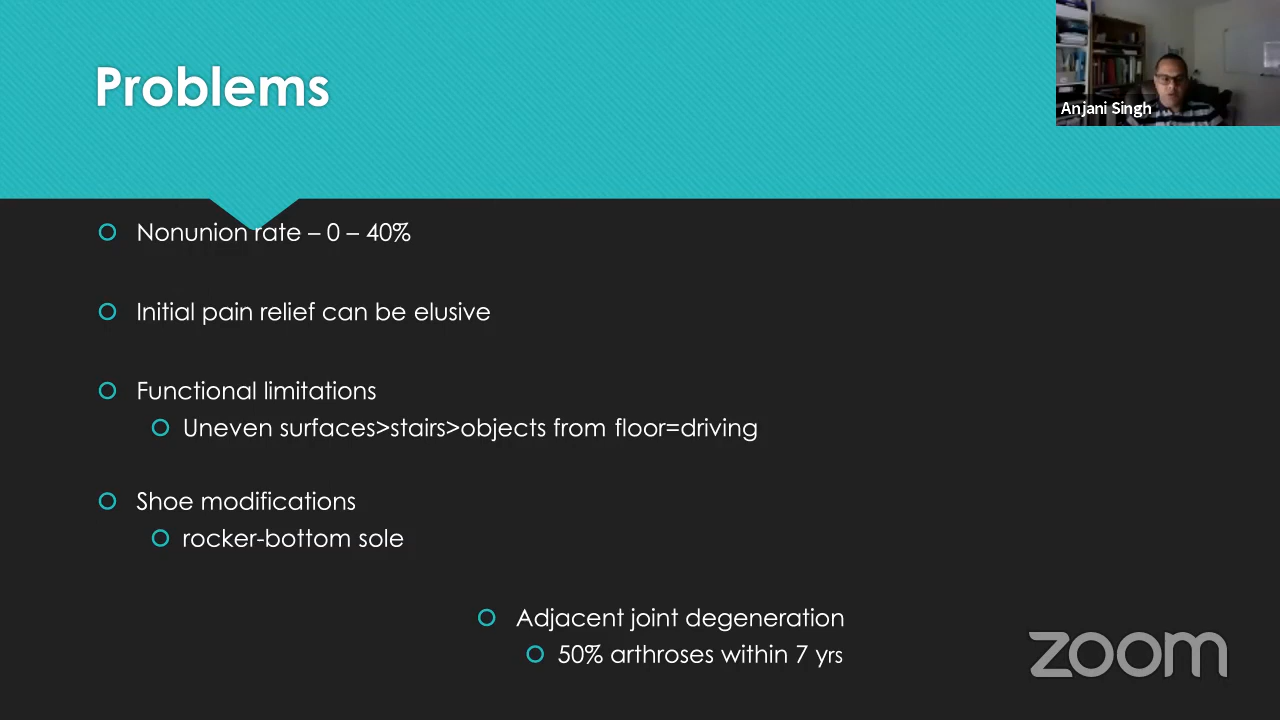 Problems
Anjani Singh
Nonunion rate – 0 – 40%
Initial pain relief can be elusive
Functional limitations
Uneven surfaces>stairs>objects from floor=driving
Shoe modifications
rocker-bottom sole
Adjacent joint degeneration
50% arthroses within 7 yrs
zoom